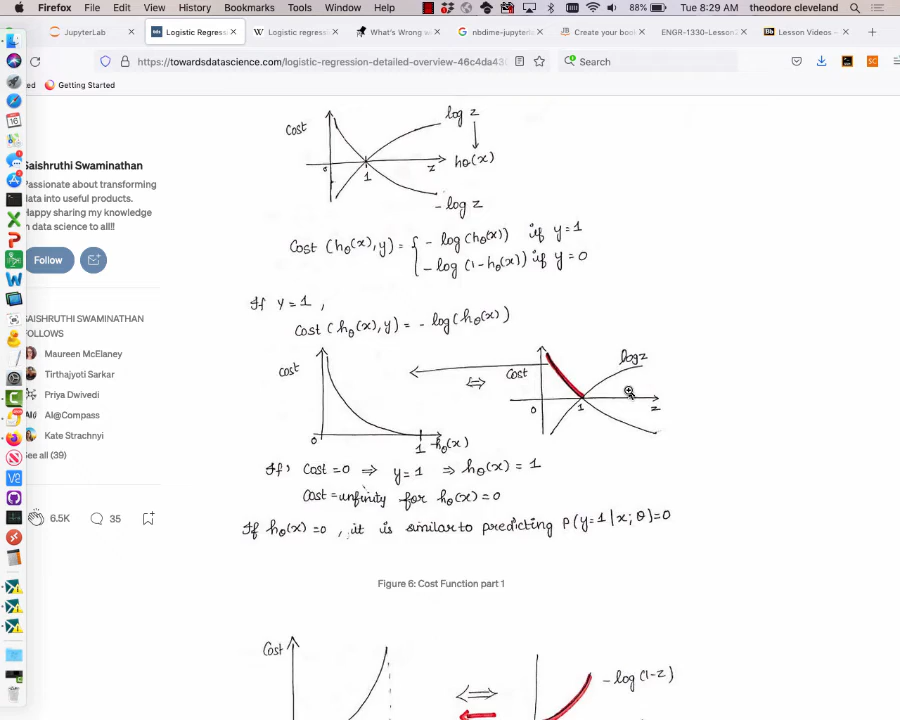 Firefox File Edit View History Bookmarks Tools Window Help 88% Tue 8:29 AM theodore cleveland
JupyterLab Logistic Regress Logistic regressi What's Wrong w nbdime-jupyterl Create your boo ENGR-1330-Lesson2 Lesson Videos –
https://towardsdatascience.com/logistic-regression-detailed-overview-46c4da430 Search
ed Getting Started
Saishruthi Swaminathan
Passionate about transforming
data into useful products.
Happy sharing my knowledge
n data science to all!!
Follow
SAISHRUTHI SWAMINATHAN
FOLLOWS
Maureen McElaney
Tirthajyoti Sarkar
Priya Dwivedi
AI@Compass
Kate Strachnyi
See all (39)
6.5K 35
Cost log z
0 1 z hθ(x)
- log z
Cost (hθ(x), y) = { - log (hθ(x)) if y = 1
- log (1-hθ(x)) if y = 0
If y = 1 ,
Cost (hθ(x), y) = - log (hθ(x))
Cost 0 1 hθ(x) ⇔ Cost 0 1 log z z
If, Cost = 0 ⇒ y = 1 ⇒ hθ(x) = 1
Cost = infinity for hθ(x) = 0
If hθ(x) = 0 , it is similar to predicting P(y=1|x; θ)=0
Figure 6: Cost Function part 1
Cost ⇔ - log (1-z)